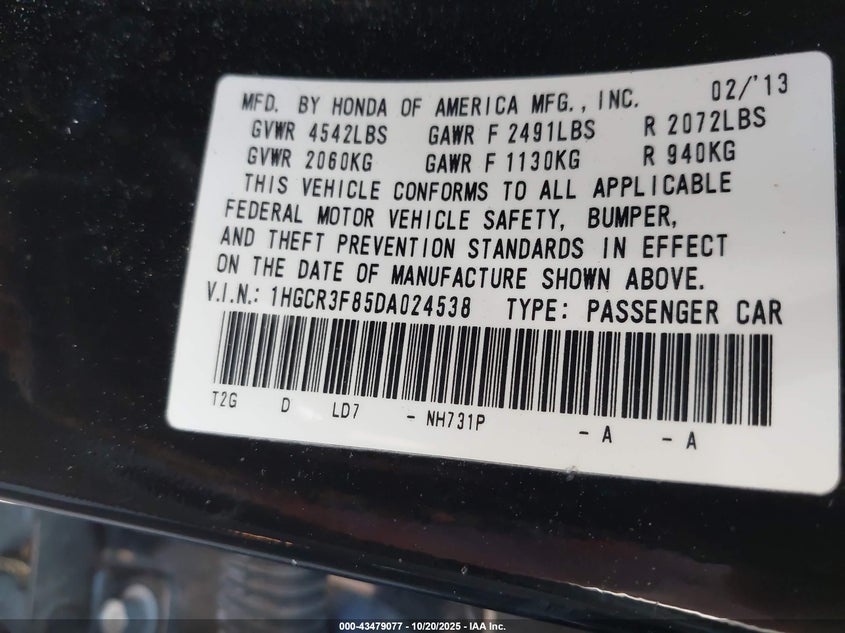 MFD. BY HONDA OF AMERICA MFG., INC. 02/'13
GVWR 4542LBS GAWR F 2491LBS R 2072LBS
GVWR 2060KG GAWR F 1130KG R 940KG
THIS VEHICLE CONFORMS TO ALL APPLICABLE
FEDERAL MOTOR VEHICLE SAFETY, BUMPER,
AND THEFT PREVENTION STANDARDS IN EFFECT
ON THE DATE OF MANUFACTURE SHOWN ABOVE.
V.I.N.: 1HGCR3F85DA024538 TYPE: PASSENGER CAR
T2G D LD7 - NH731P - A - A
000-43479077 - 10/20/2025 - IAA Inc.